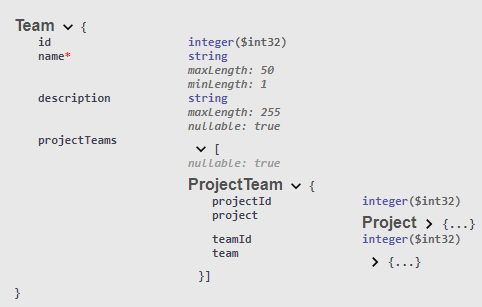 Team {
id integer($int32)
name* string
maxLength: 50
minLength: 1
description string
maxLength: 255
nullable: true
projectTeams [
nullable: true
ProjectTeam {
projectId integer($int32)
project Project {...}
teamId integer($int32)
team {...}
}]
}